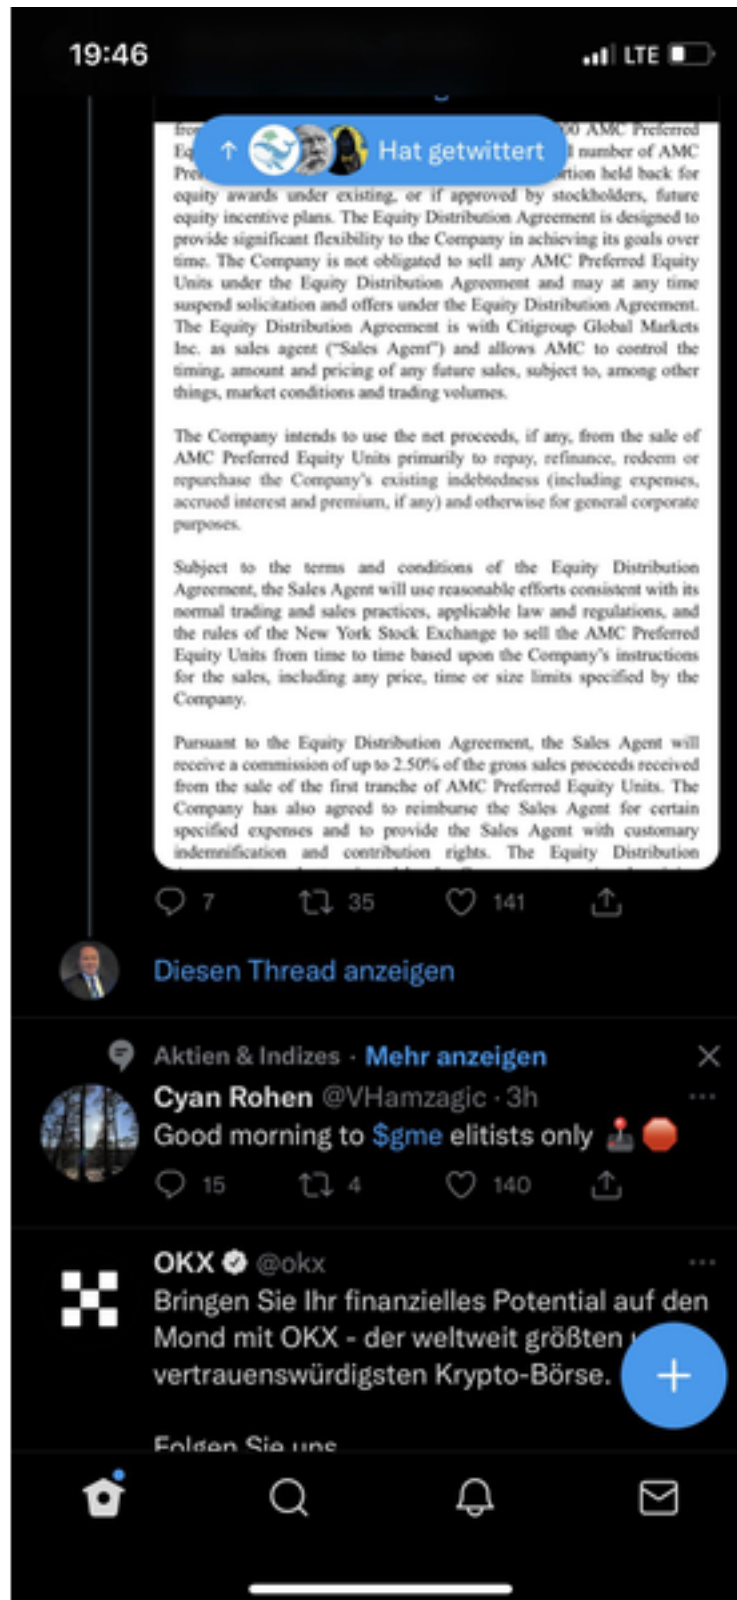 19:46
LTE
↑ Hat getwittert
00 AMC Preferred
number of AMC
rtion held back for
equity awards under existing, or if approved by stockholders, future
equity incentive plans. The Equity Distribution Agreement is designed to
provide significant flexibility to the Company in achieving its goals over
time. The Company is not obligated to sell any AMC Preferred Equity
Units under the Equity Distribution Agreement and may at any time
suspend solicitation and offers under the Equity Distribution Agreement.
The Equity Distribution Agreement is with Citigroup Global Markets
Inc. as sales agent (“Sales Agent”) and allows AMC to control the
timing, amount and pricing of any future sales, subject to, among other
things, market conditions and trading volumes.
The Company intends to use the net proceeds, if any, from the sale of
AMC Preferred Equity Units primarily to repay, refinance, redeem or
repurchase the Company’s existing indebtedness (including expenses,
accrued interest and premium, if any) and otherwise for general corporate
purposes.
Subject to the terms and conditions of the Equity Distribution
Agreement, the Sales Agent will use reasonable efforts consistent with its
normal trading and sales practices, applicable law and regulations, and
the rules of the New York Stock Exchange to sell the AMC Preferred
Equity Units from time to time based upon the Company’s instructions
for the sales, including any price, time or size limits specified by the
Company.
Pursuant to the Equity Distribution Agreement, the Sales Agent will
receive a commission of up to 2.50% of the gross sales proceeds received
from the sale of the first tranche of AMC Preferred Equity Units. The
Company has also agreed to reimburse the Sales Agent for certain
specified expenses and to provide the Sales Agent with customary
indemnification and contribution rights. The Equity Distribution
7 35 141
Diesen Thread anzeigen
Aktien & Indizes · Mehr anzeigen
Cyan Rohen @VHamzagic · 3h
Good morning to $gme elitists only 🕹️🛑
15 4 140
OKX @okx
Bringen Sie Ihr finanzielles Potential auf den
Mond mit OKX - der weltweit größten
vertrauenswürdigsten Krypto-Börse.
Folgen Sie uns